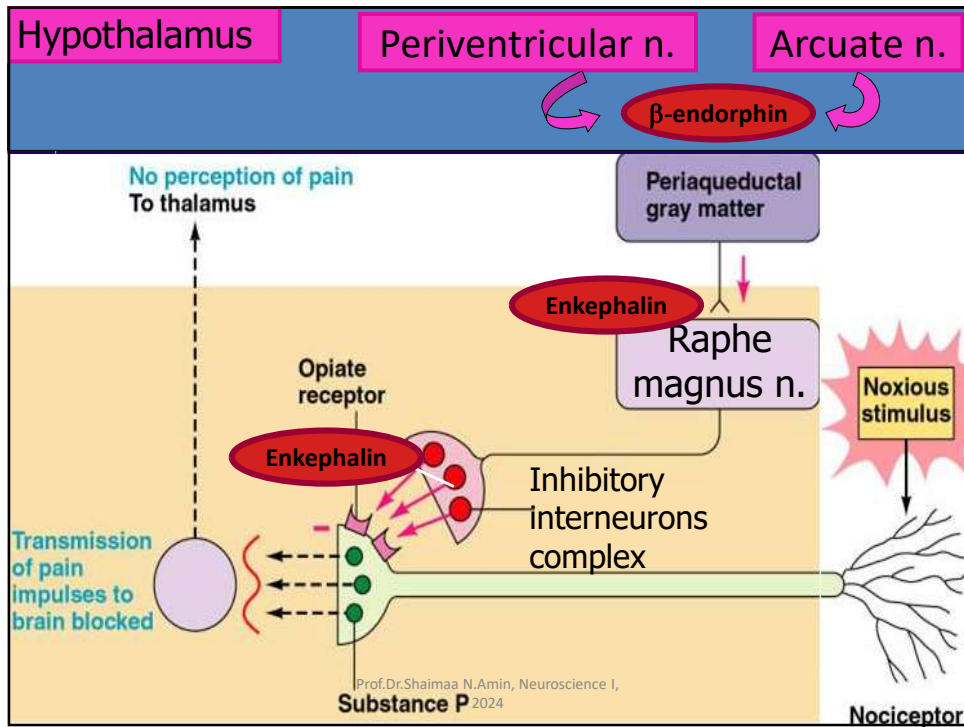 Hypothalamus
Periventricular n.
Arcuate n.
β-endorphin
No perception of pain
To thalamus
Periaqueductal
gray matter
Enkephalin
Raphe
magnus n.
Noxious
stimulus
Opiate
receptor
Enkephalin
Inhibitory
interneurons
complex
Transmission
of pain
impulses to
brain blocked
Prof.Dr.Shaimaa N.Amin, Neuroscience I,
2024
Substance P
Nociceptor